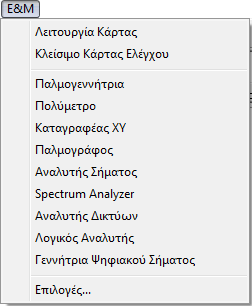 E&M
Λειτουργία Κάρτας
Κλείσιμο Κάρτας Ελέγχου
Παλμογεννήτρια
Πολύμετρο
Καταγραφέας XY
Παλμογράφος
Αναλυτής Σήματος
Spectrum Analyzer
Αναλυτής Δικτύων
Λογικός Αναλυτής
Γεννήτρια Ψηφιακού Σήματος
Επιλογές...